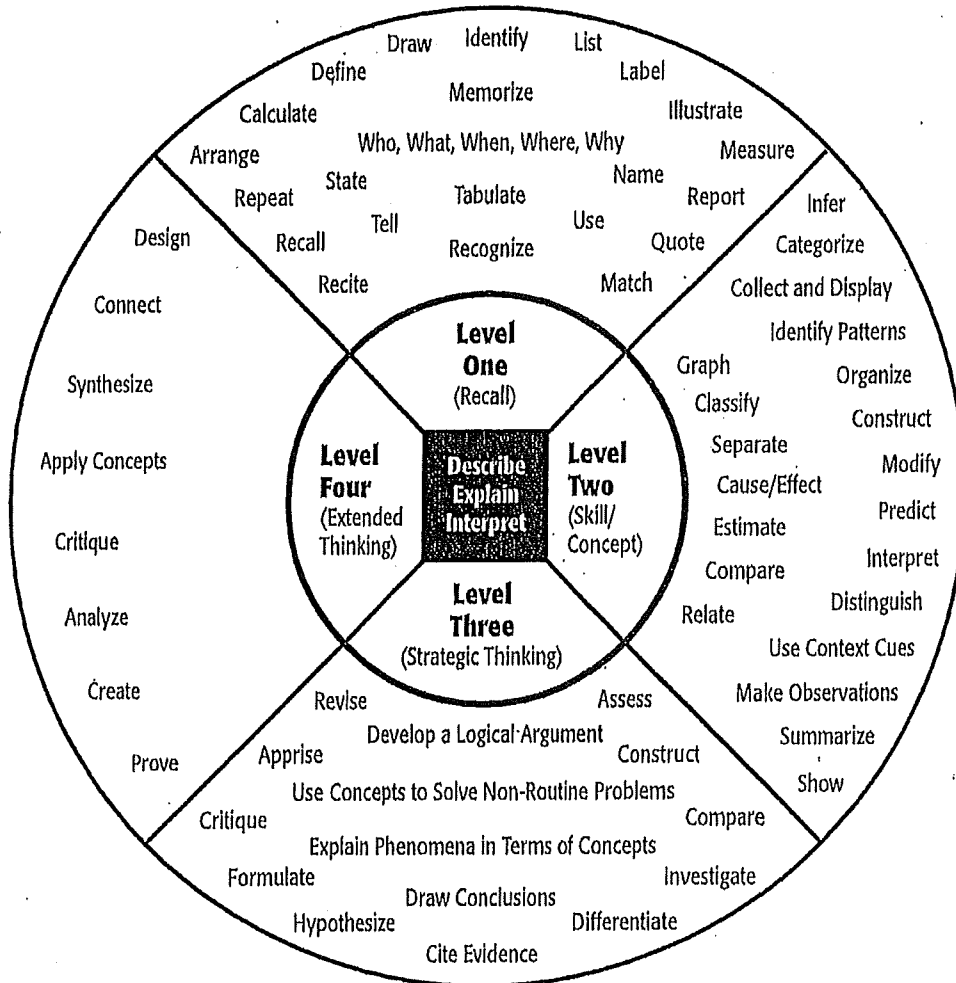 Draw
Identify
List
Define
Label
Calculate
Memorize
Illustrate
Arrange
Who, What, When, Where, Why
Measure
Repeat
State
Tabulate
Name
Report
Recall
Tell
Recognize
Use
Quote
Recite
Match
Infer
Categorize
Collect and Display
Identify Patterns
Graph
Organize
Classify
Construct
Separate
Modify
Cause/Effect
Predict
Estimate
Interpret
Compare
Distinguish
Relate
Use Context Cues
Make Observations
Summarize
Show
Revise
Assess
Develop a Logical Argument
Apprise
Construct
Use Concepts to Solve Non-Routine Problems
Critique
Compare
Explain Phenomena in Terms of Concepts
Formulate
Investigate
Draw Conclusions
Hypothesize
Differentiate
Cite Evidence
Design
Connect
Synthesize
Apply Concepts
Critique
Analyze
Create
Prove
Level
One
(Recall)
Level
Two
(Skill/
Concept)
Level
Three
(Strategic Thinking)
Level
Four
(Extended
Thinking)
Describe
Explain
Interpret